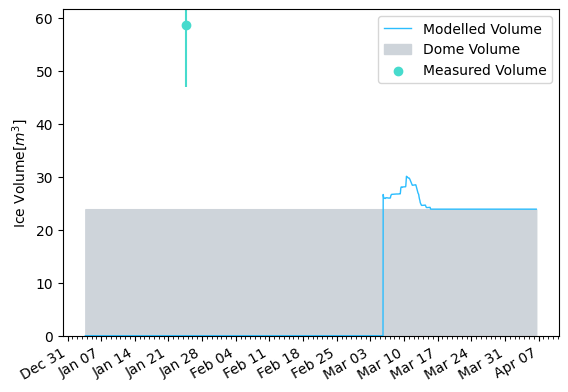 Modelled Volume
Dome Volume
Measured Volume
Ice Volume[$m^3$]
60
50
40
30
20
10
0
Dec 31
Jan 07
Jan 14
Jan 21
Jan 28
Feb 04
Feb 11
Feb 18
Feb 25
Mar 03
Mar 10
Mar 17
Mar 24
Mar 31
Apr 07